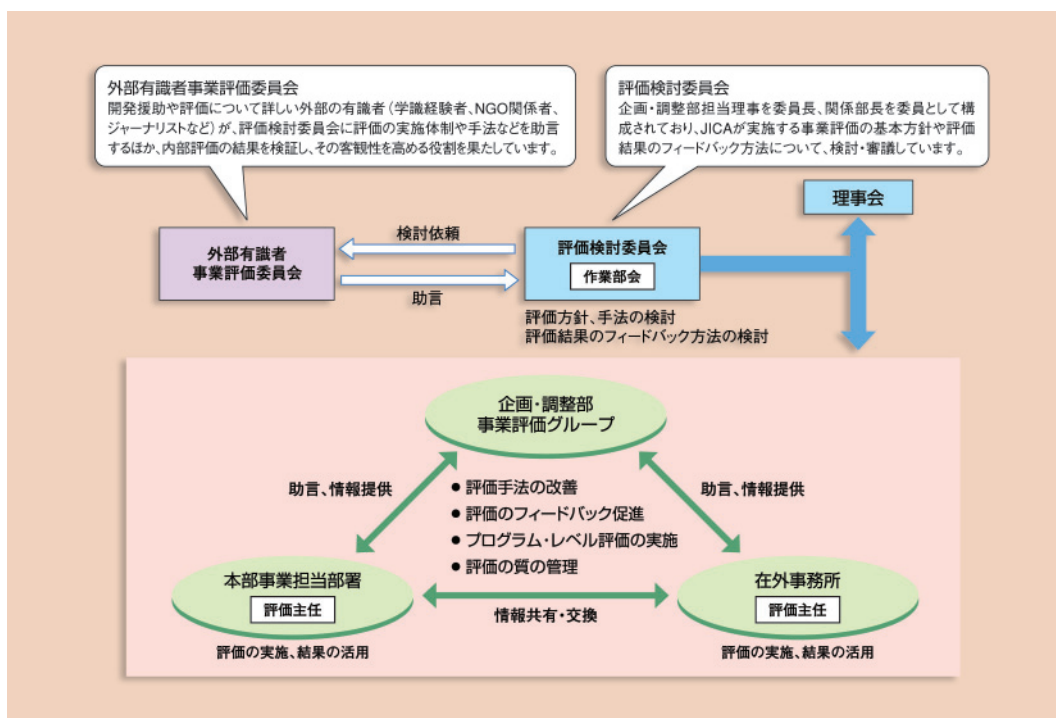 外部有識者事業評価委員会
開発援助や評価について詳しい外部の有識者（学識経験者、NGO関係者、
ジャーナリストなど）が、評価検討委員会に評価の実施体制や手法などを助言
するほか、内部評価の結果を検証し、その客観性を高める役割を果たしています。
評価検討委員会
企画・調整部担当理事を委員長、関係部長を委員として構
成されており、JICAが実施する事業評価の基本方針や評価
結果のフィードバック方法について、検討・審議しています。
理事会
外部有識者
事業評価委員会
検討依頼
助言
評価検討委員会
作業部会
評価方針、手法の検討
評価結果のフィードバック方法の検討
企画・調整部
事業評価グループ
助言、情報提供
助言、情報提供
● 評価手法の改善
● 評価のフィードバック促進
● プログラム・レベル評価の実施
● 評価の質の管理
本部事業担当部署
評価主任
評価の実施、結果の活用
情報共有・交換
在外事務所
評価主任
評価の実施、結果の活用